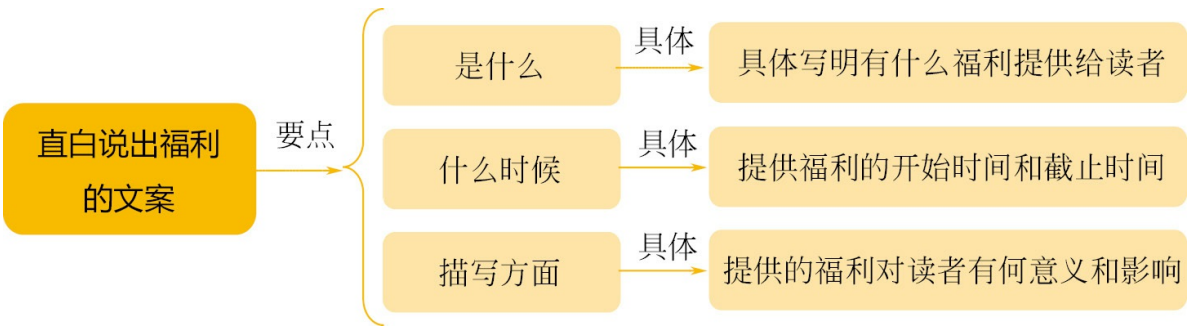 直白说出福利
的文案
要点
是什么
具体
具体写明有什么福利提供给读者
什么时候
具体
提供福利的开始时间和截止时间
描写方面
具体
提供的福利对读者有何意义和影响